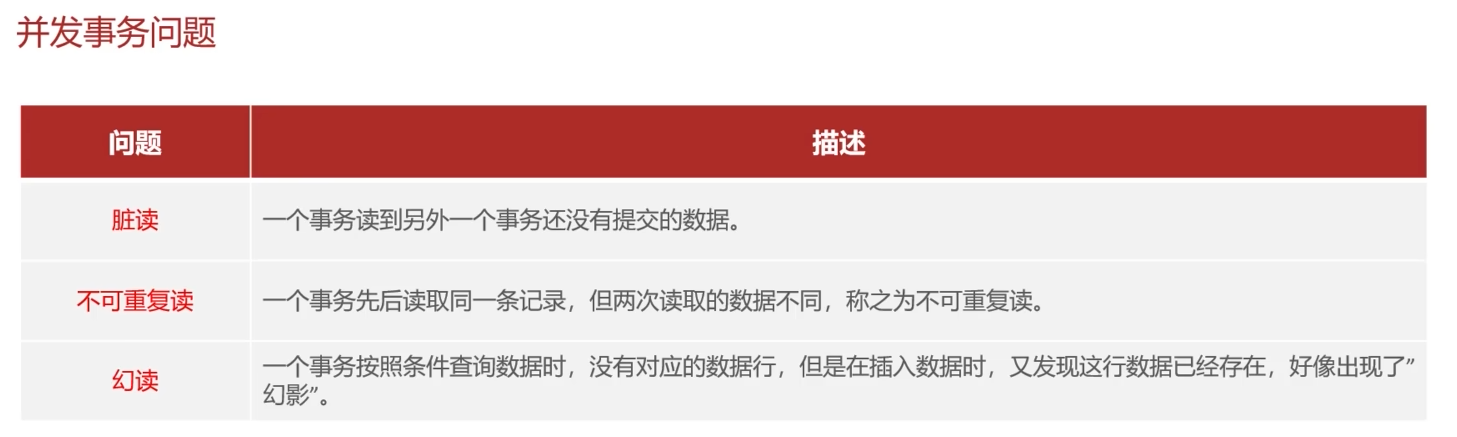 并发事务问题
问题
描述
脏读
一个事务读到另外一个事务还没有提交的数据。
不可重复读
一个事务先后读取同一条记录，但两次读取的数据不同，称之为不可重复读。
幻读
一个事务按照条件查询数据时，没有对应的数据行，但是在插入数据时，又发现这行数据已经存在，好像出现了”
幻影”。